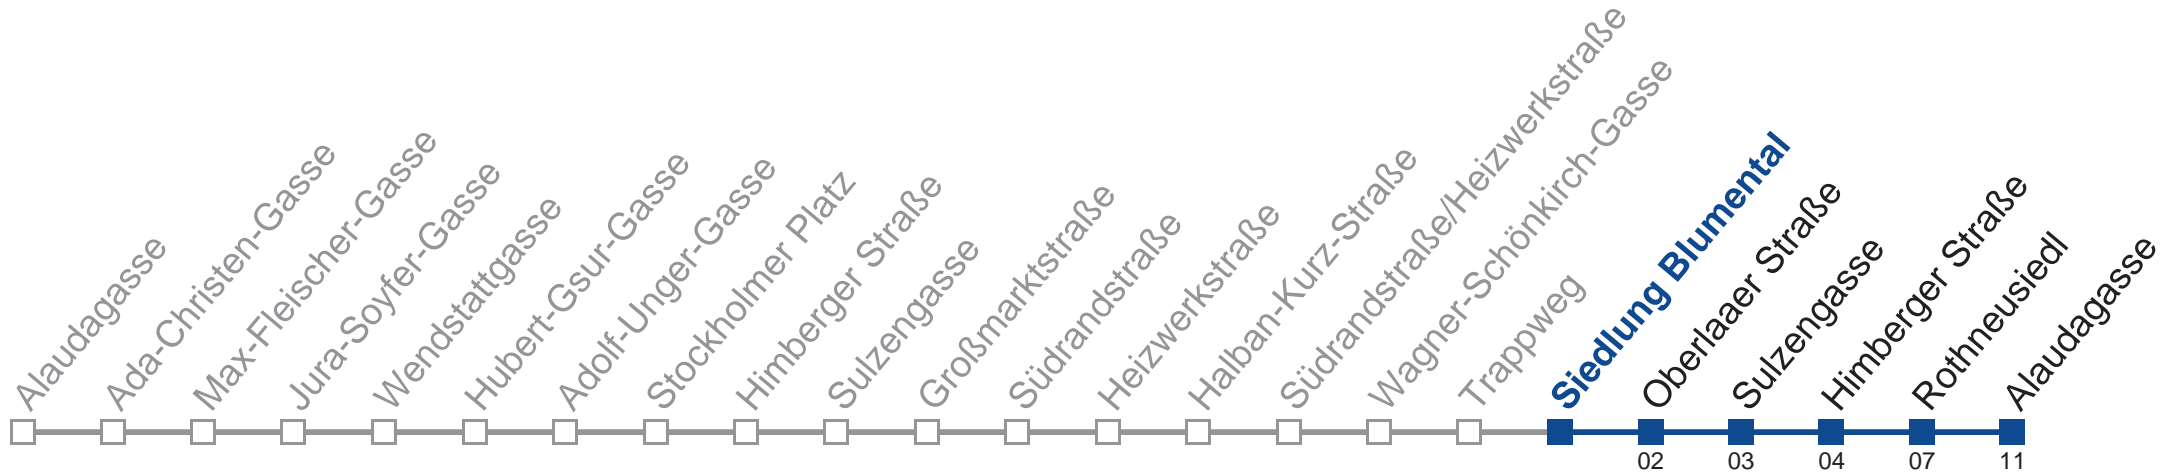 Alaudagasse
Ada-Christen-Gasse
Max-Fleischer-Gasse
Jura-Soyfer-Gasse
Wendstattgasse
Hubert-Gsur-Gasse
Adolf-Unger-Gasse
Stockholmer Platz
Himberger Straße
Sulzengasse
Großmarktstraße
Südrandstraße
Heizwerkstraße
Halban-Kurz-Straße
Südrandstraße/Heizwerkstraße
Wagner-Schönkirch-Gasse
Trappweg
Siedlung Blumental
Oberlaaer Straße
Sulzengasse
Himberger Straße
Rothneusiedl
Alaudagasse
02 03 04 07 11